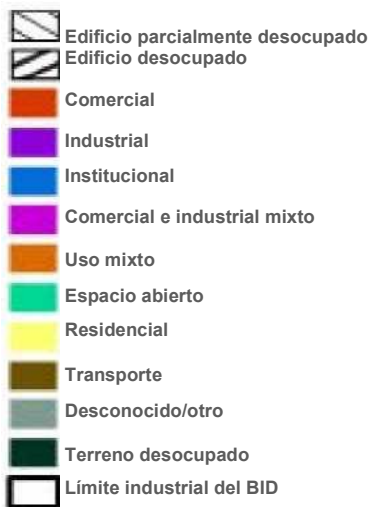 Edificio parcialmente desocupado
Edificio desocupado
Comercial
Industrial
Institucional
Comercial e industrial mixto
Uso mixto
Espacio abierto
Residencial
Transporte
Desconocido/otro
Terreno desocupado
Límite industrial del BID